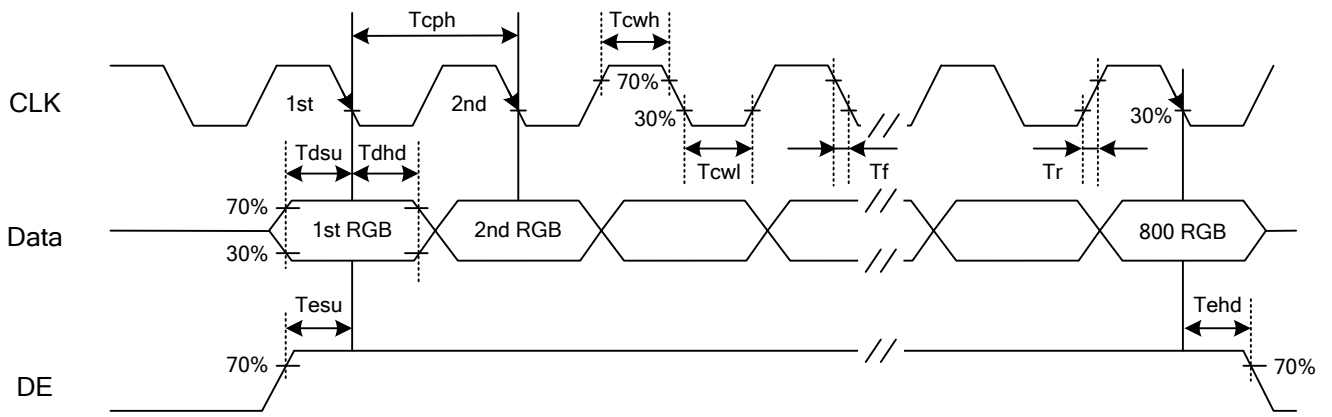 Tcph
Tcwh
CLK
1st
2nd
70%
30%
30%
Tdsu
Tdhd
Tcwl
Tf
Tr
Data
70%
30%
1st RGB
2nd RGB
800 RGB
Tesu
Tehd
DE
70%
70%